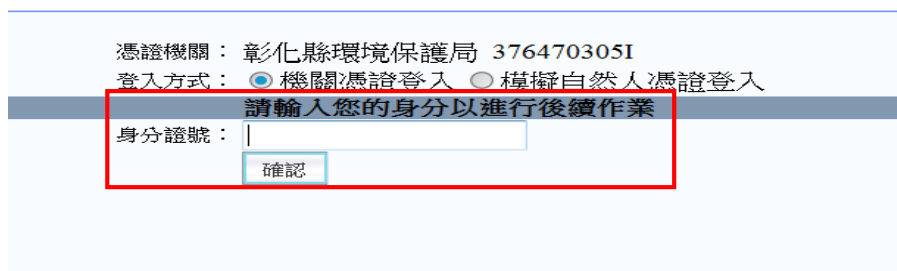 憑證機關： 彰化縣環境保護局 376470305I
登入方式： 機關憑證登入 模擬自然人憑證登入
請輸入您的身分以進行後續作業
身分證號：
確認